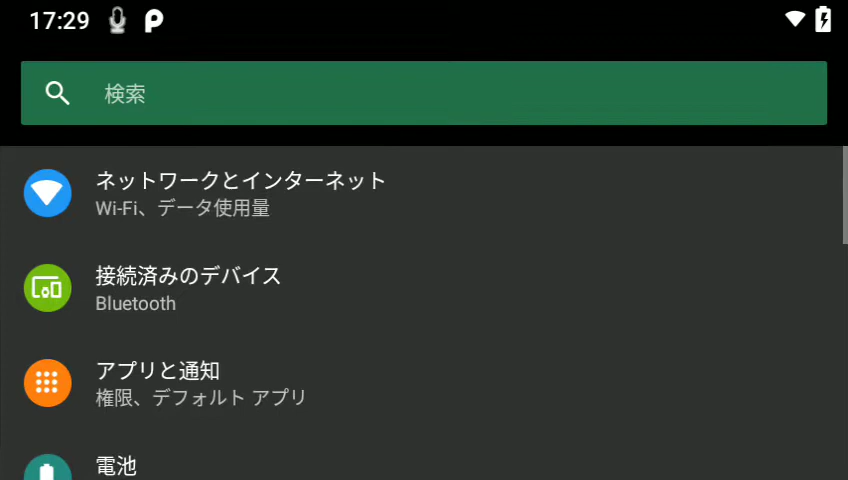 17:29
検索
ネットワークとインターネット
Wi-Fi、データ使用量
接続済みのデバイス
Bluetooth
アプリと通知
権限、デフォルト アプリ
電池